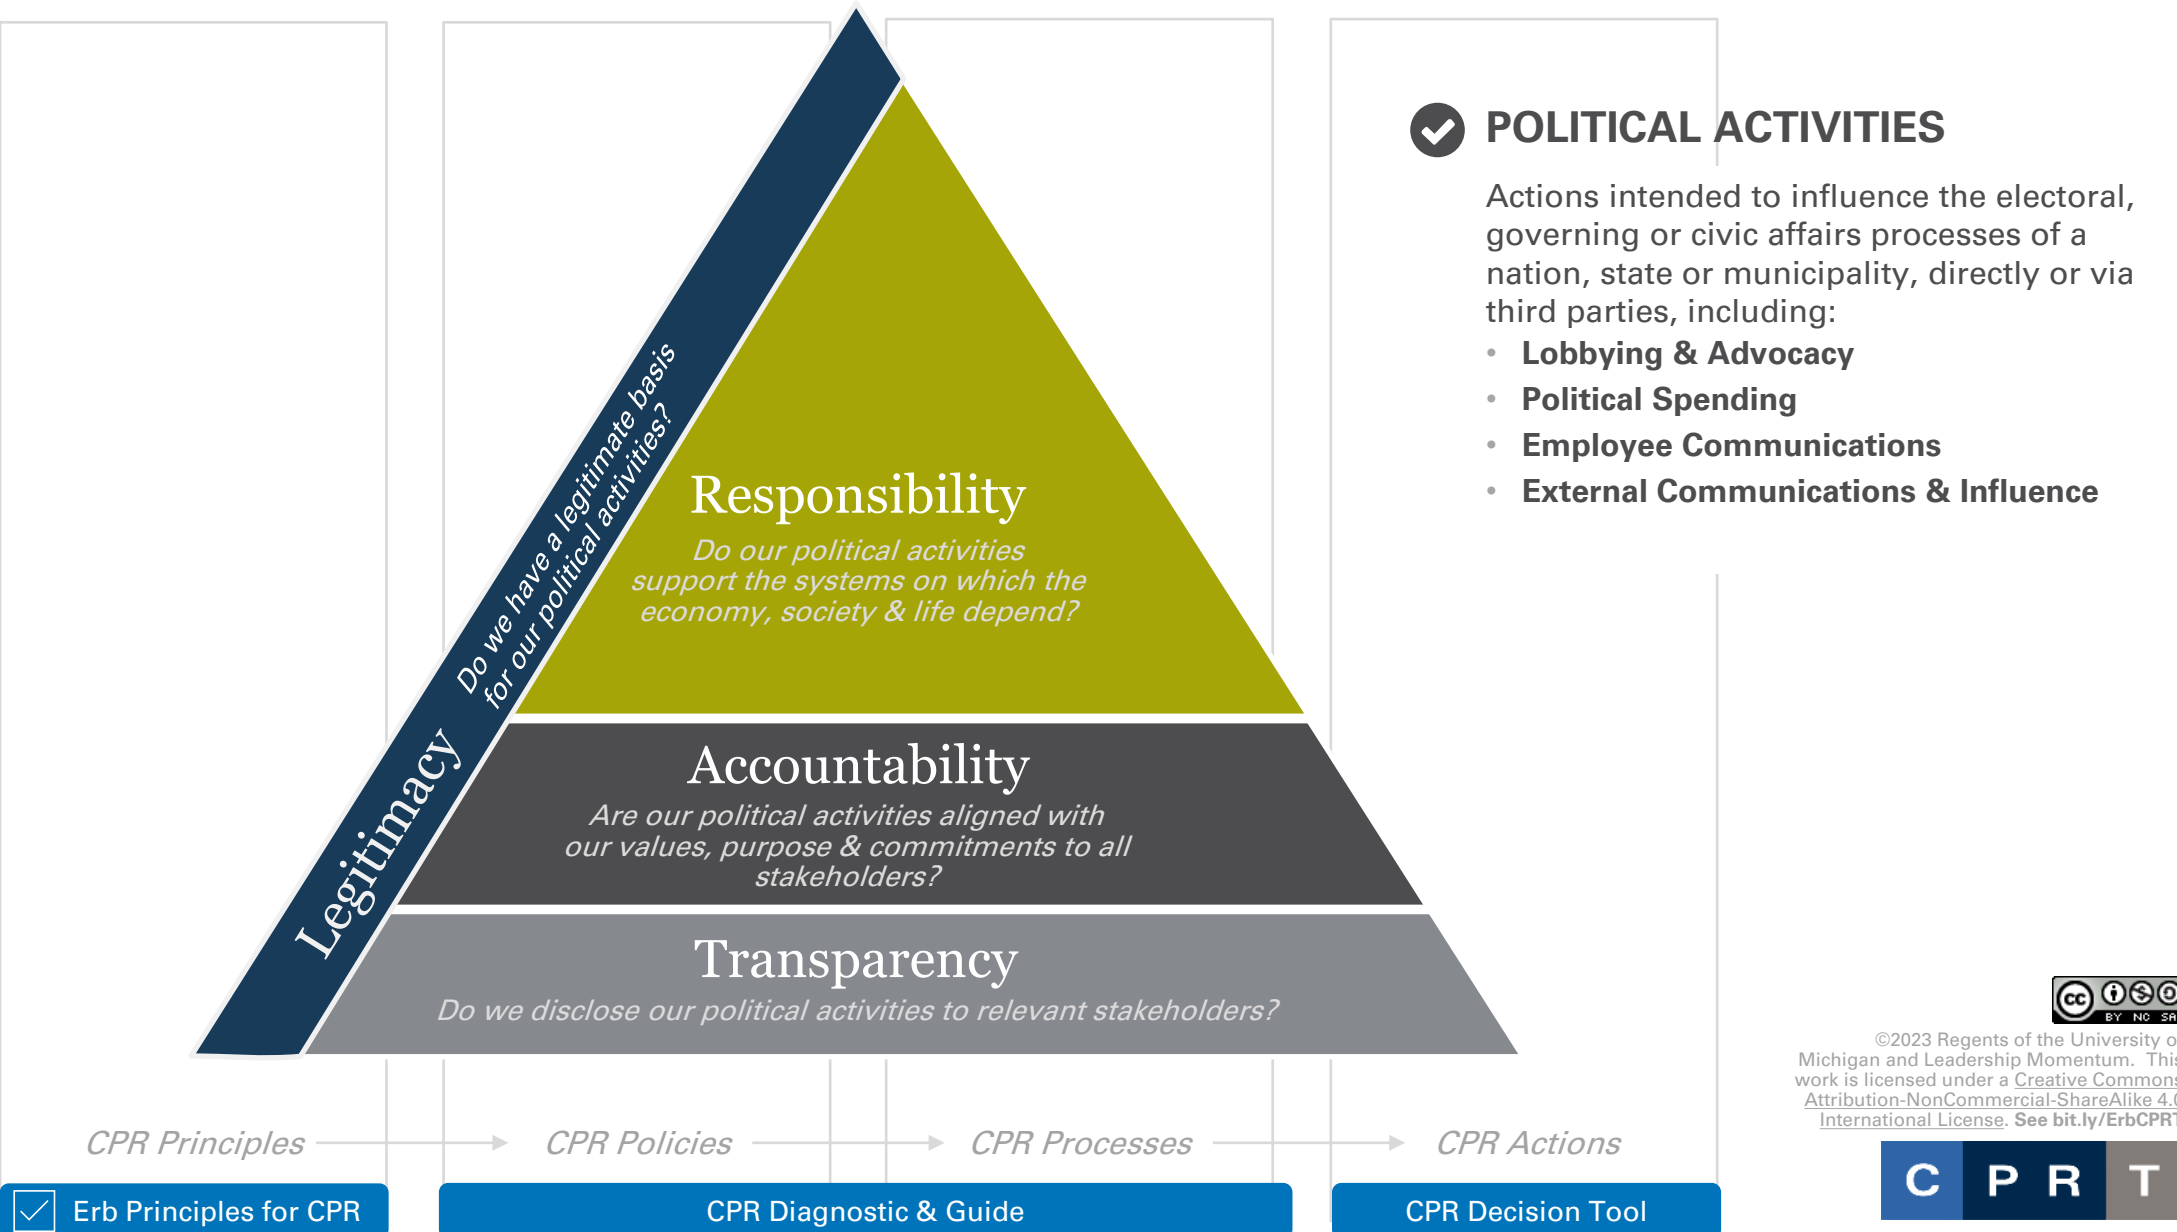 POLITICAL ACTIVITIES
Actions intended to influence the electoral,
governing or civic affairs processes of a
nation, state or municipality, directly or via
third parties, including:
• Lobbying & Advocacy
• Political Spending
• Employee Communications
• External Communications & Influence
Legitimacy
Do we have a legitimate basis
for our political activities?
Responsibility
Do our political activities
support the systems on which the
economy, society & life depend?
Accountability
Are our political activities aligned with
our values, purpose & commitments to all
stakeholders?
Transparency
Do we disclose our political activities to relevant stakeholders?
CPR Principles
CPR Policies
CPR Processes
CPR Actions
Erb Principles for CPR
CPR Diagnostic & Guide
CPR Decision Tool
cc
BY NC SA
©2023 Regents of the University o
Michigan and Leadership Momentum. This
work is licensed under a Creative Commons
Attribution-NonCommercial-ShareAlike 4.0
International License. See bit.ly/ErbCPRT
C P R T